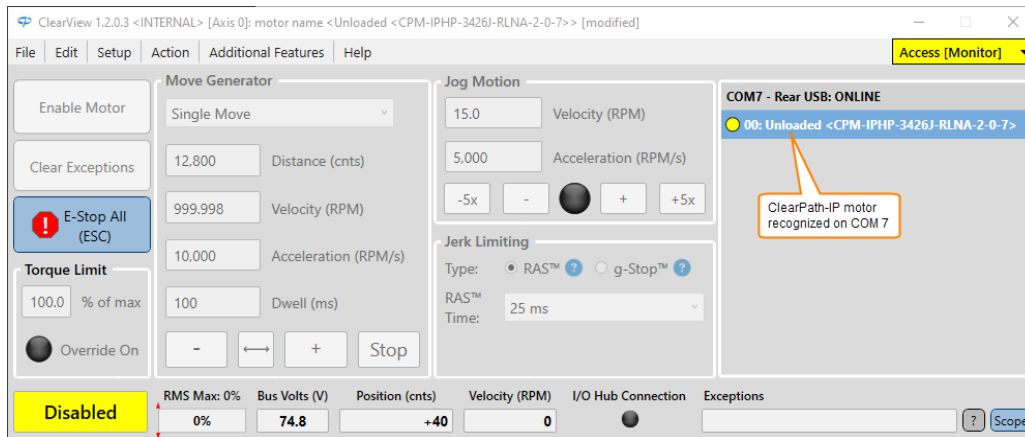 ClearView 1.2.0.3 <INTERNAL> [Axis 0]: motor name <Unloaded <CPM-IPHP-3426J-RLNA-2-0-7>> [modified]
File Edit Setup Action Additional Features Help
Access [Monitor]
Enable Motor
Clear Exceptions
E-Stop All
(ESC)
Torque Limit
100.0 % of max
Override On
Disabled
Move Generator
Single Move
12,800 Distance (cnts)
999.998 Velocity (RPM)
10,000 Acceleration (RPM/s)
100 Dwell (ms)
- + Stop
Jog Motion
15.0 Velocity (RPM)
5,000 Acceleration (RPM/s)
-5x - + +5x
Jerk Limiting
Type: RAS™ ? g-Stop™ ?
RAS™
Time:
25 ms
COM7 - Rear USB: ONLINE
00: Unloaded <CPM-IPHP-3426J-RLNA-2-0-7>
ClearPath-IP motor
recognized on COM 7
RMS Max: 0% Bus Volts (V) Position (cnts) Velocity (RPM) I/O Hub Connection Exceptions
0% 74.8 +40 0 ? Scope